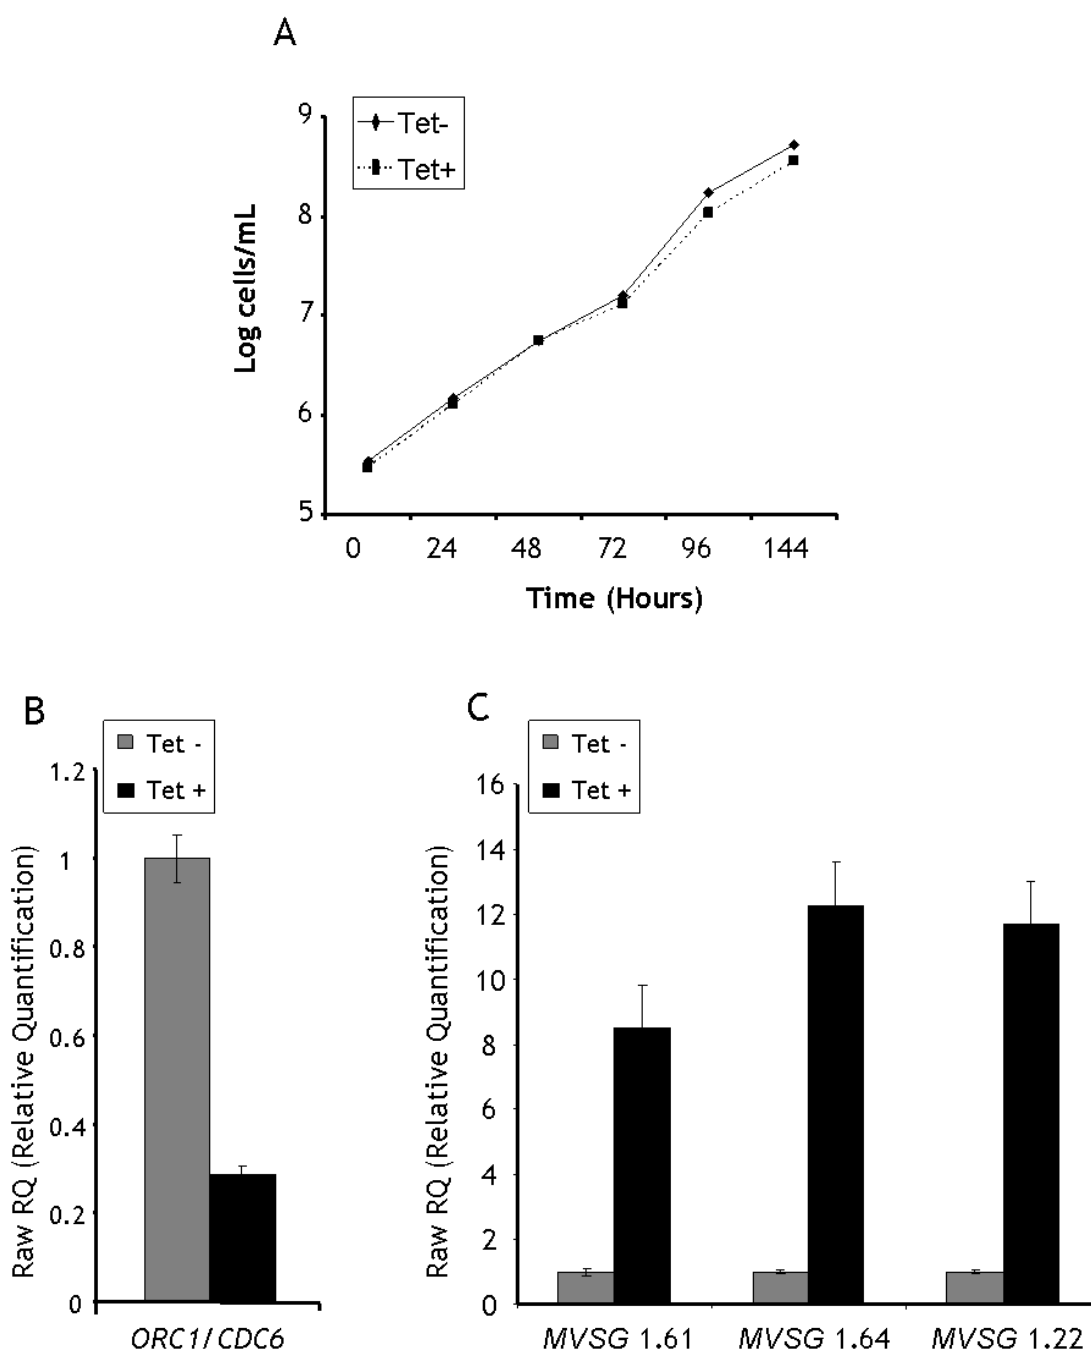 A
Tet-
Tet+
9
8
7
6
5
Log cells/mL
0 24 48 72 96 144
Time (Hours)
B
Tet -
Tet +
1.2
1
0.8
0.6
0.4
0.2
0
Raw RQ (Relative Quantification)
ORC1/CDC6
C
Tet -
Tet +
16
14
12
10
8
6
4
2
0
Raw RQ (Relative Quantification)
MVSG 1.61 MVSG 1.64 MVSG 1.22